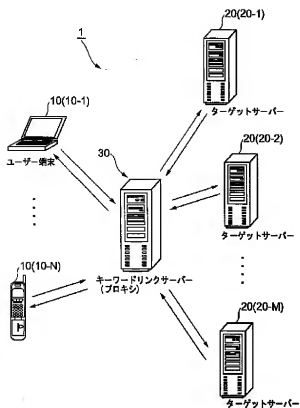 1
20(20-1)
ターゲットサーバー
10(10-1)
ユーザー端末
30
20(20-2)
ターゲットサーバー
10(10-N)
キーワードリンクサーバー
(プロキシ)
20(20-M)
ターゲットサーバー